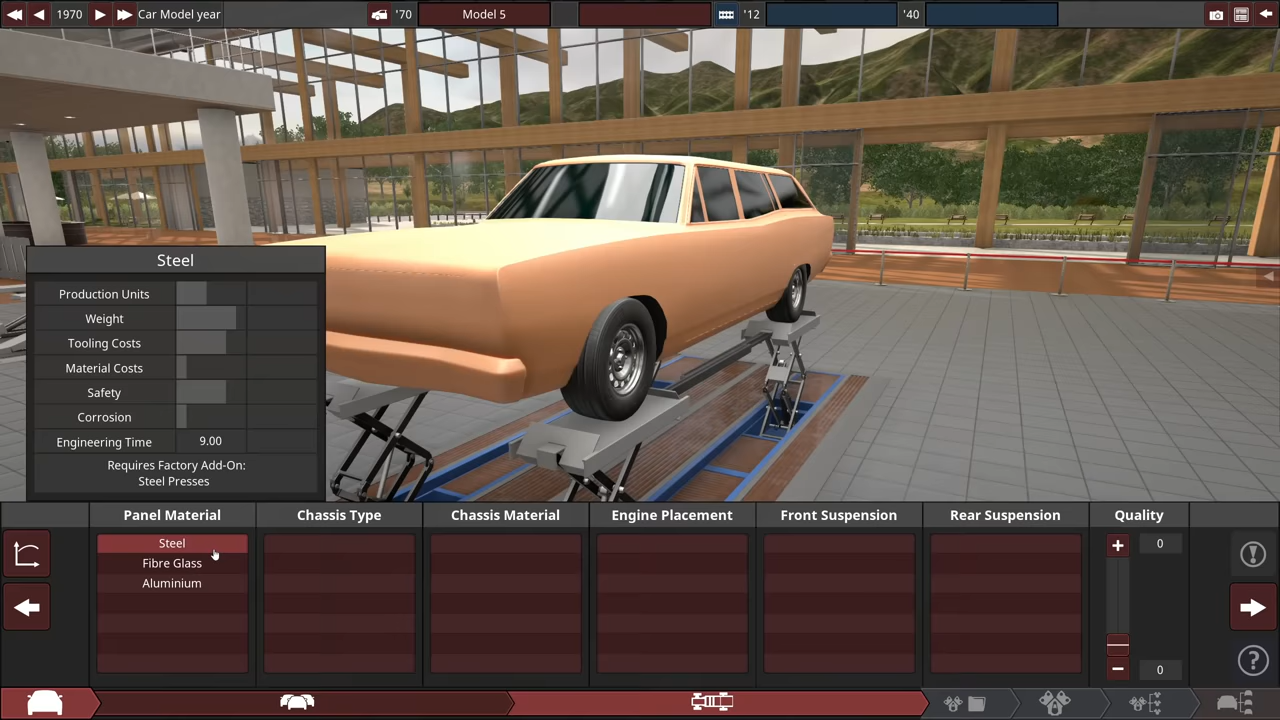 1970
Car Model year
'70
Model 5
'12
'40
Steel
Production Units
Weight
Tooling Costs
Material Costs
Safety
Corrosion
Engineering Time 9.00
Requires Factory Add-On:
Steel Presses
Panel Material
Chassis Type
Chassis Material
Engine Placement
Front Suspension
Rear Suspension
Quality
Steel
Fibre Glass
Aluminium
+ 0
- 0